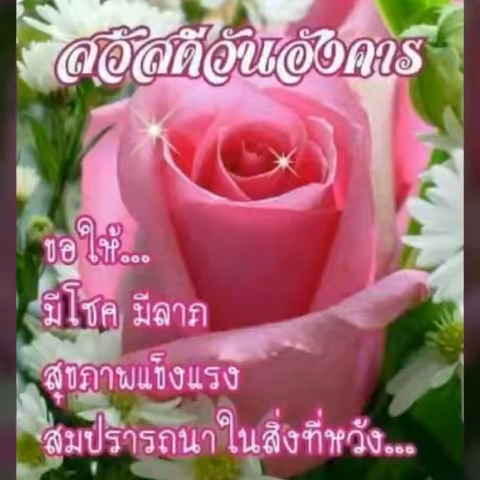 สวัสดีวันอังคาร
ขอให้...
มีโชค มีลาภ
สุขภาพแข็งแรง
สมปรารถนาในสิ่งที่หวัง...